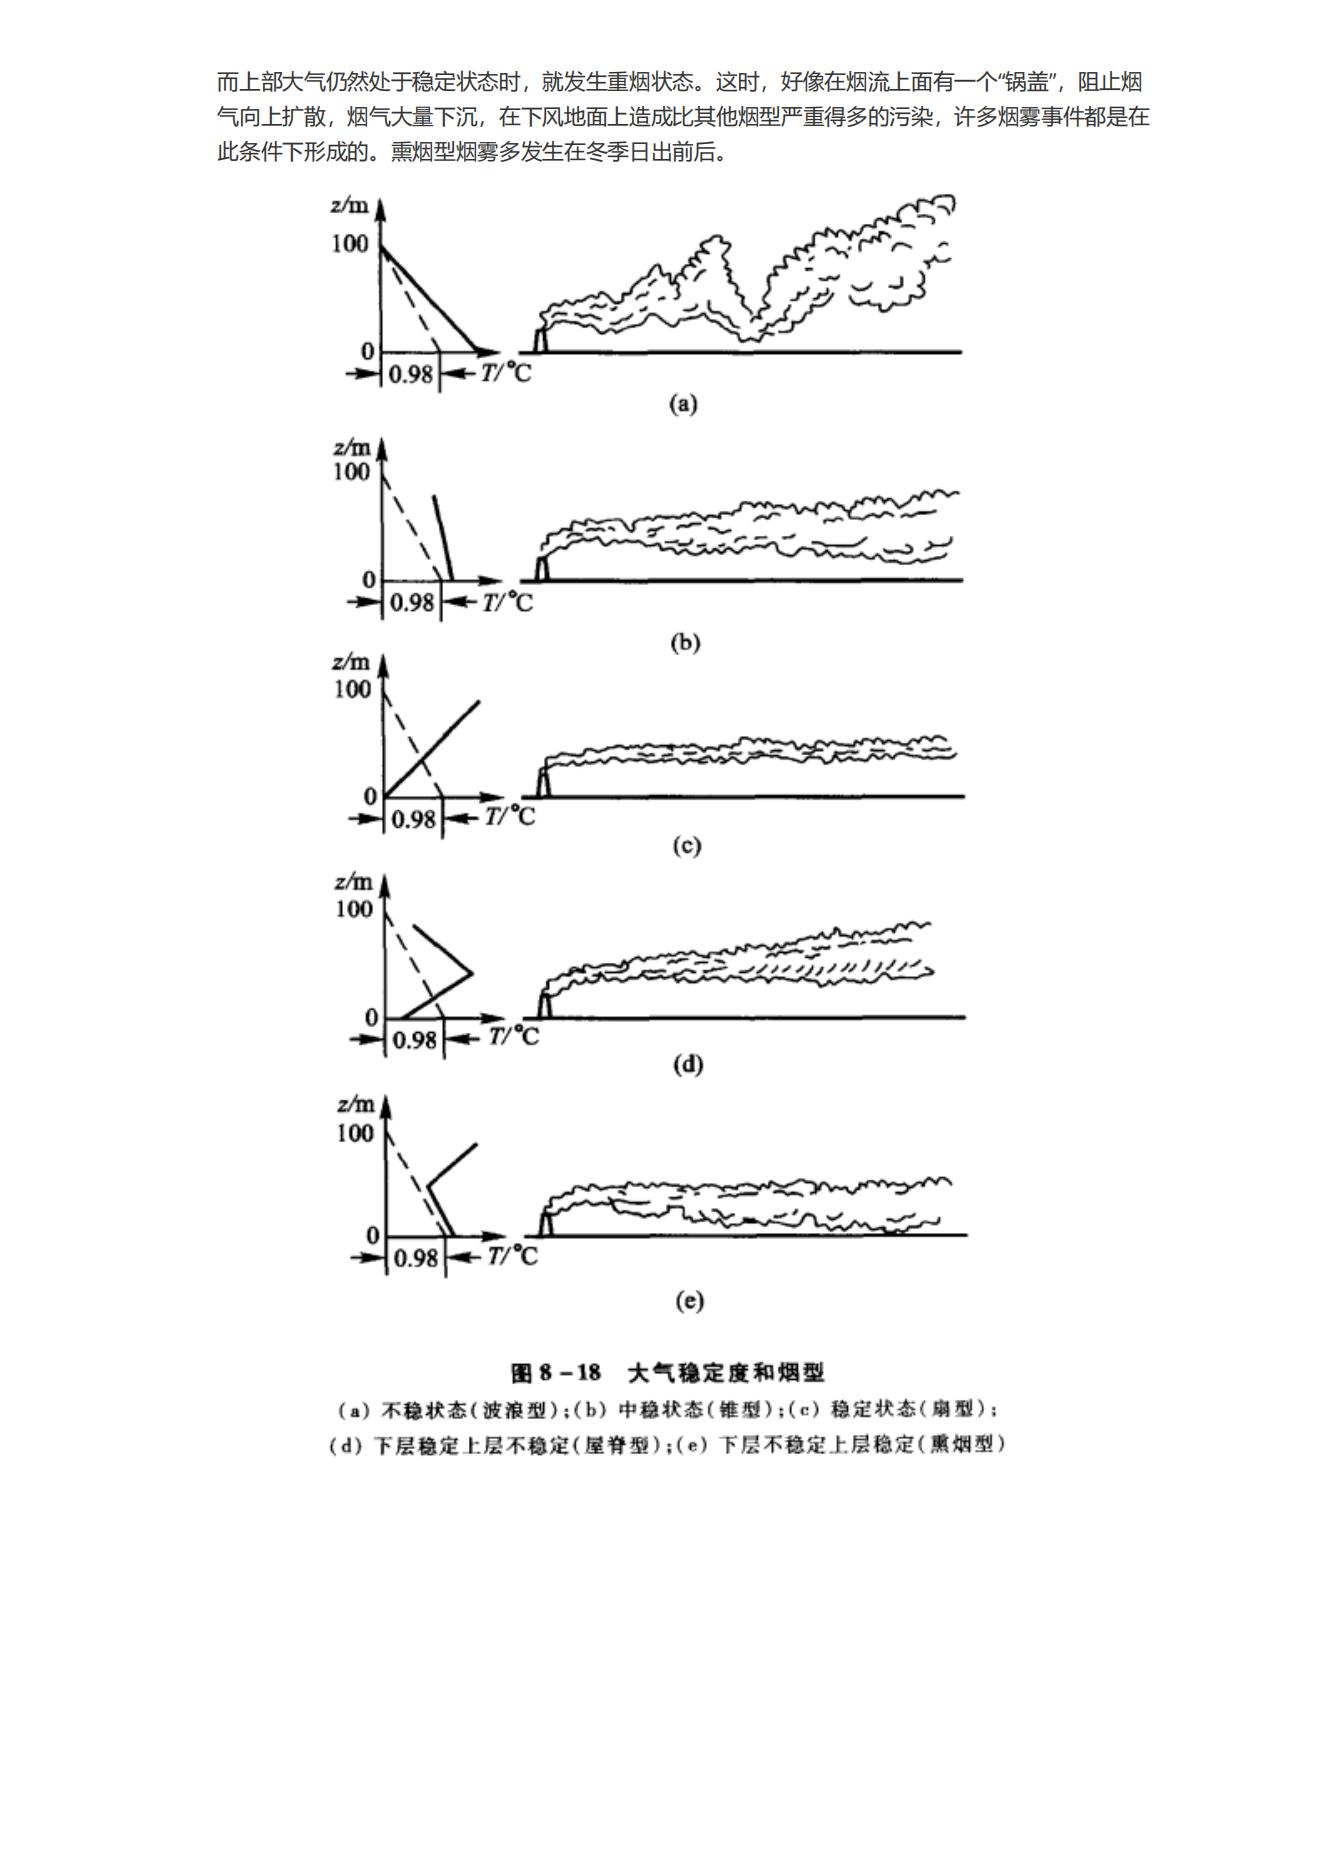 而上部大气仍然处于稳定状态时，就发生重烟状态。这时，好像在烟流上面有一个“锅盖”，阻止烟
气向上扩散，烟气大量下沉，在下风地面上造成比其他烟型严重得多的污染，许多烟雾事件都是在
此条件下形成的。熏烟型烟雾多发生在冬季日出前后。
z/m
100
0
0.98 T/℃
(a)
z/m
100
0
0.98 T/℃
(b)
z/m
100
0
0.98 T/℃
(c)
z/m
100
0
0.98 T/℃
(d)
z/m
100
0
0.98 T/℃
(e)
图8-18 大气稳定度和烟型
(a) 不稳状态(波浪型);(b) 中稳状态(锥型);(c) 稳定状态(扇型);
(d) 下层稳定上层不稳定(屋脊型);(e) 下层不稳定上层稳定(熏烟型)